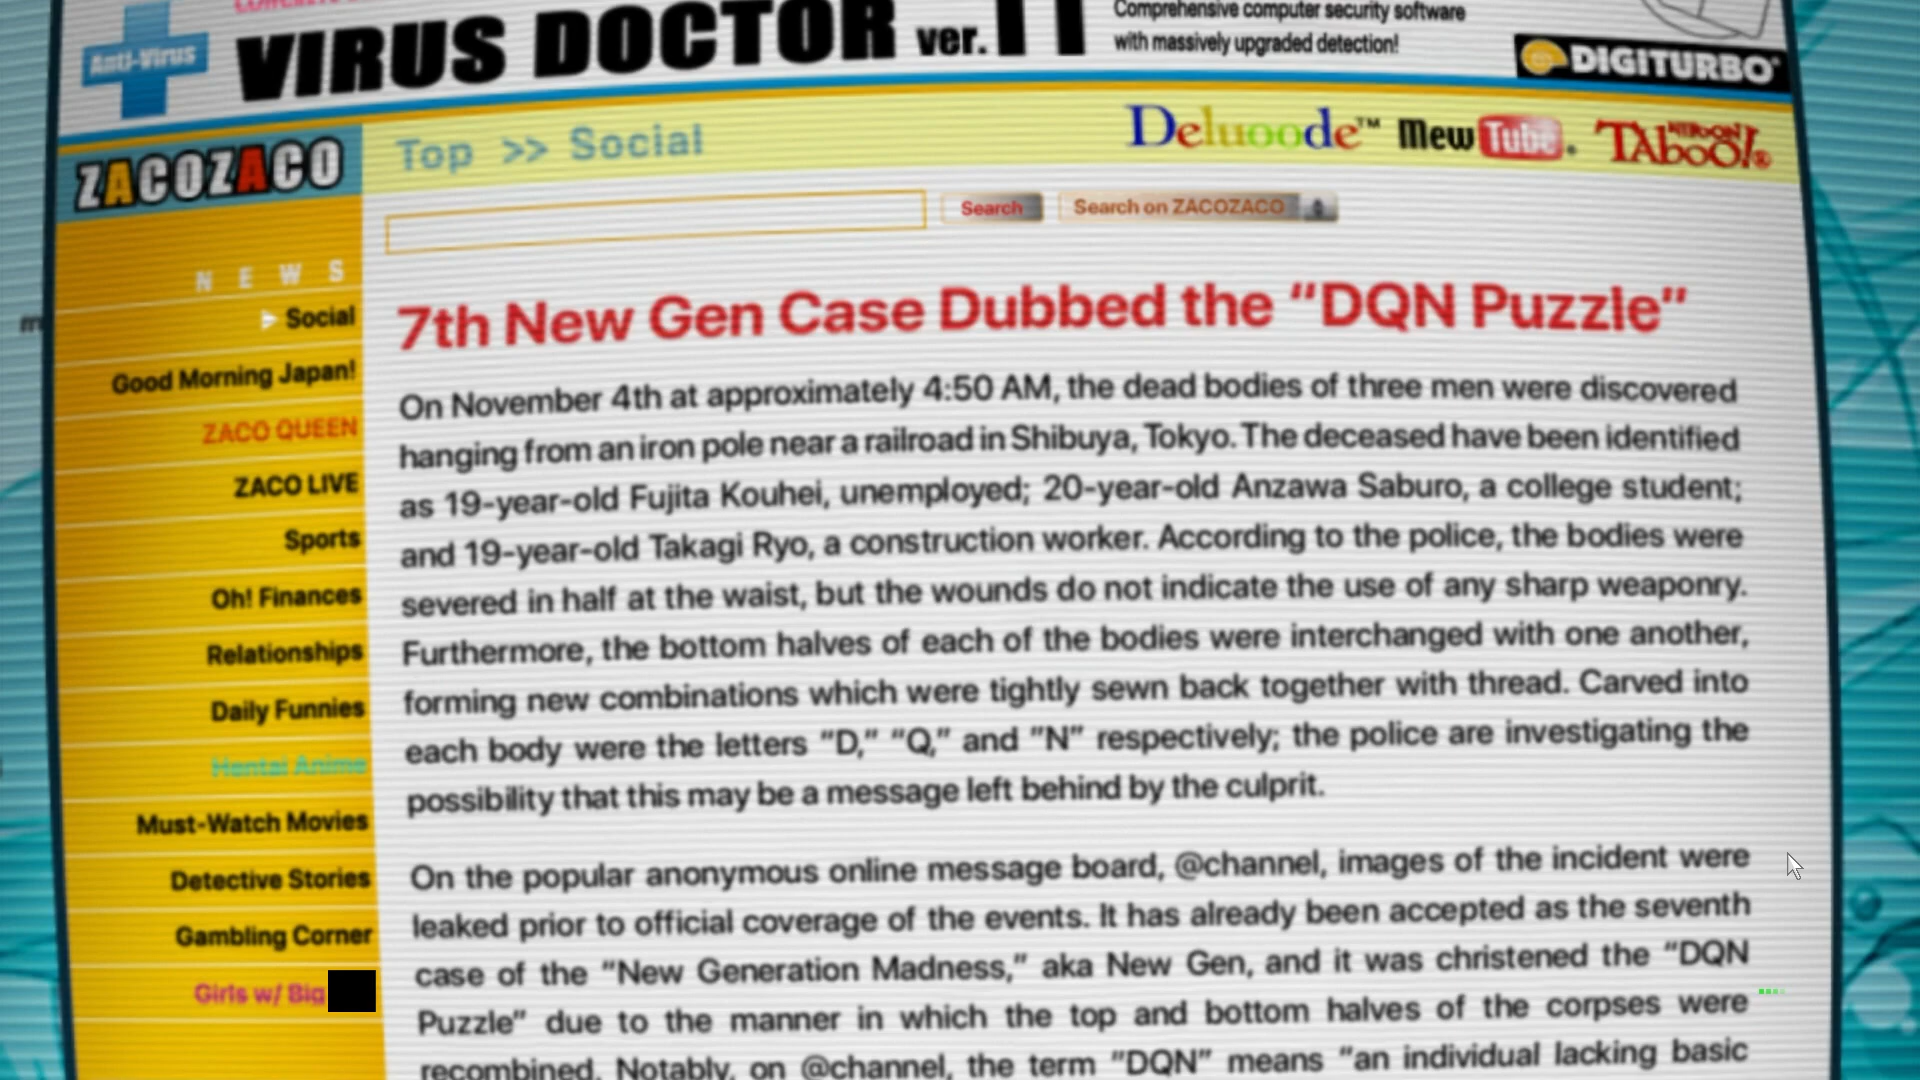 Anti-Virus
VIRUS DOCTOR ver. 11
Comprehensive computer security software
with massively upgraded detection!
DIGITURBO
ZACOZACO
Top >> Social
Deluoode™ MewTube® TAbOO!®
Search
Search on ZACOZACO
NEWS
Social
Good Morning Japan!
ZACO QUEEN
ZACO LIVE
Sports
Oh! Finances
Relationships
Daily Funnies
Hentai Anime
Must-Watch Movies
Detective Stories
Gambling Corner
Girls w/ Big
7th New Gen Case Dubbed the “DQN Puzzle”
On November 4th at approximately 4:50 AM, the dead bodies of three men were discovered
hanging from an iron pole near a railroad in Shibuya, Tokyo. The deceased have been identified
as 19-year-old Fujita Kouhei, unemployed; 20-year-old Anzawa Saburo, a college student;
and 19-year-old Takagi Ryo, a construction worker. According to the police, the bodies were
severed in half at the waist, but the wounds do not indicate the use of any sharp weaponry.
Furthermore, the bottom halves of each of the bodies were interchanged with one another,
forming new combinations which were tightly sewn back together with thread. Carved into
each body were the letters “D,” “Q,” and “N” respectively; the police are investigating the
possibility that this may be a message left behind by the culprit.
On the popular anonymous online message board, @channel, images of the incident were
leaked prior to official coverage of the events. It has already been accepted as the seventh
case of the “New Generation Madness,” aka New Gen, and it was christened the “DQN
Puzzle” due to the manner in which the top and bottom halves of the corpses were
recombined. Notably, on @channel, the term “DQN” means “an individual lacking basic